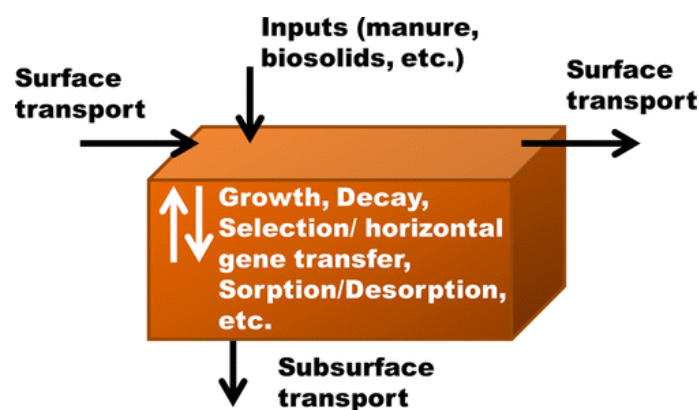 Inputs (manure,
biosolids, etc.)
Surface
transport
Surface
transport
Growth, Decay,
Selection/ horizontal
gene transfer,
Sorption/Desorption,
etc.
Subsurface
transport